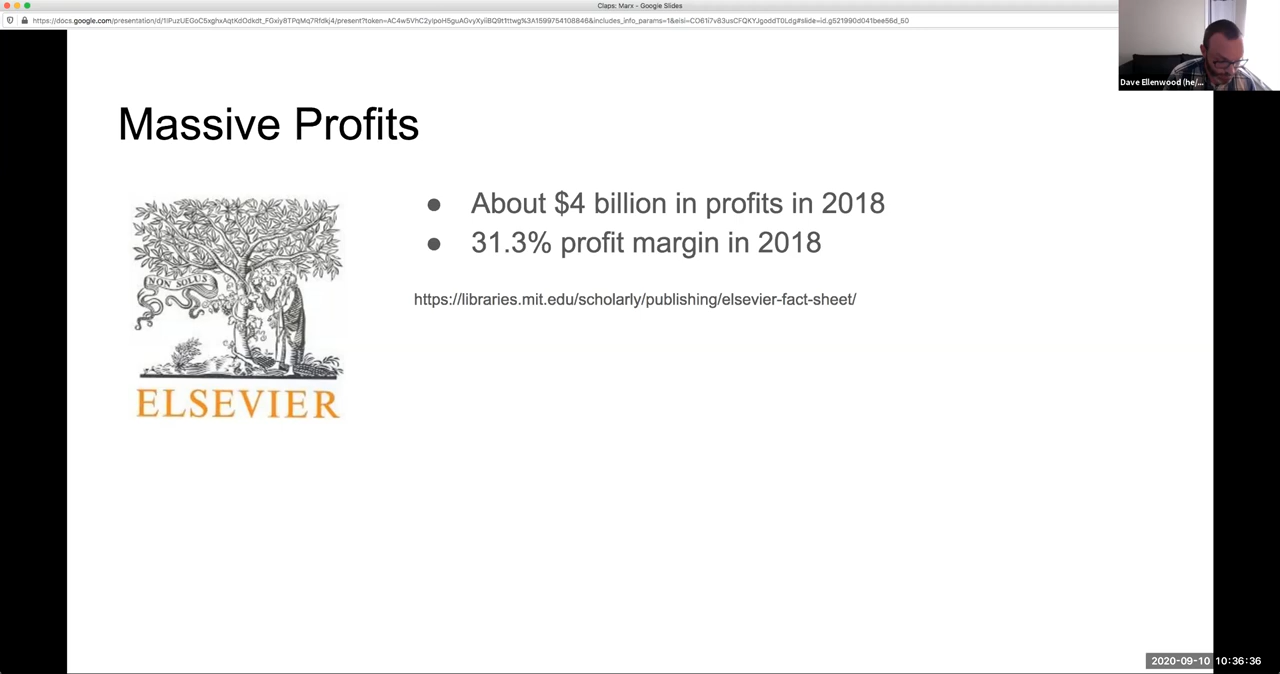 Claps: Marx - Google Slides
Dave Ellenwood (he/...
Massive Profits
● About $4 billion in profits in 2018
● 31.3% profit margin in 2018
https://libraries.mit.edu/scholarly/publishing/elsevier-fact-sheet/
NON SOLUS
ELSEVIER
2020-09-10 10:36:36